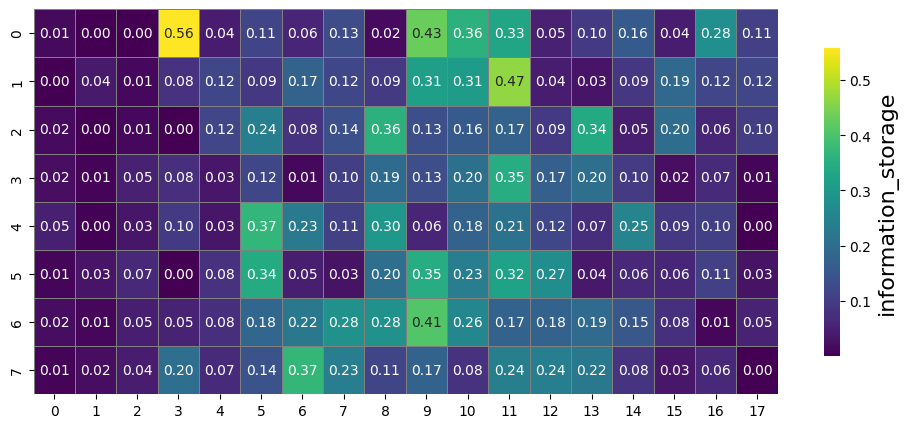 0 0.01 0.00 0.00 0.56 0.04 0.11 0.06 0.13 0.02 0.43 0.36 0.33 0.05 0.10 0.16 0.04 0.28 0.11
1 0.00 0.04 0.01 0.08 0.12 0.09 0.17 0.12 0.09 0.31 0.31 0.47 0.04 0.03 0.09 0.19 0.12 0.12
2 0.02 0.00 0.01 0.00 0.12 0.24 0.08 0.14 0.36 0.13 0.16 0.17 0.09 0.34 0.05 0.20 0.06 0.10
3 0.02 0.01 0.05 0.08 0.03 0.12 0.01 0.10 0.19 0.13 0.20 0.35 0.17 0.20 0.10 0.02 0.07 0.01
4 0.05 0.00 0.03 0.10 0.03 0.37 0.23 0.11 0.30 0.06 0.18 0.21 0.12 0.07 0.25 0.09 0.10 0.00
5 0.01 0.03 0.07 0.00 0.08 0.34 0.05 0.03 0.20 0.35 0.23 0.32 0.27 0.04 0.06 0.06 0.11 0.03
6 0.02 0.01 0.05 0.05 0.08 0.18 0.22 0.28 0.28 0.41 0.26 0.17 0.18 0.19 0.15 0.08 0.01 0.05
7 0.01 0.02 0.04 0.20 0.07 0.14 0.37 0.23 0.11 0.17 0.08 0.24 0.24 0.22 0.08 0.03 0.06 0.00
0 1 2 3 4 5 6 7 8 9 10 11 12 13 14 15 16 17
0.5
0.4
0.3
0.2
0.1
information_storage